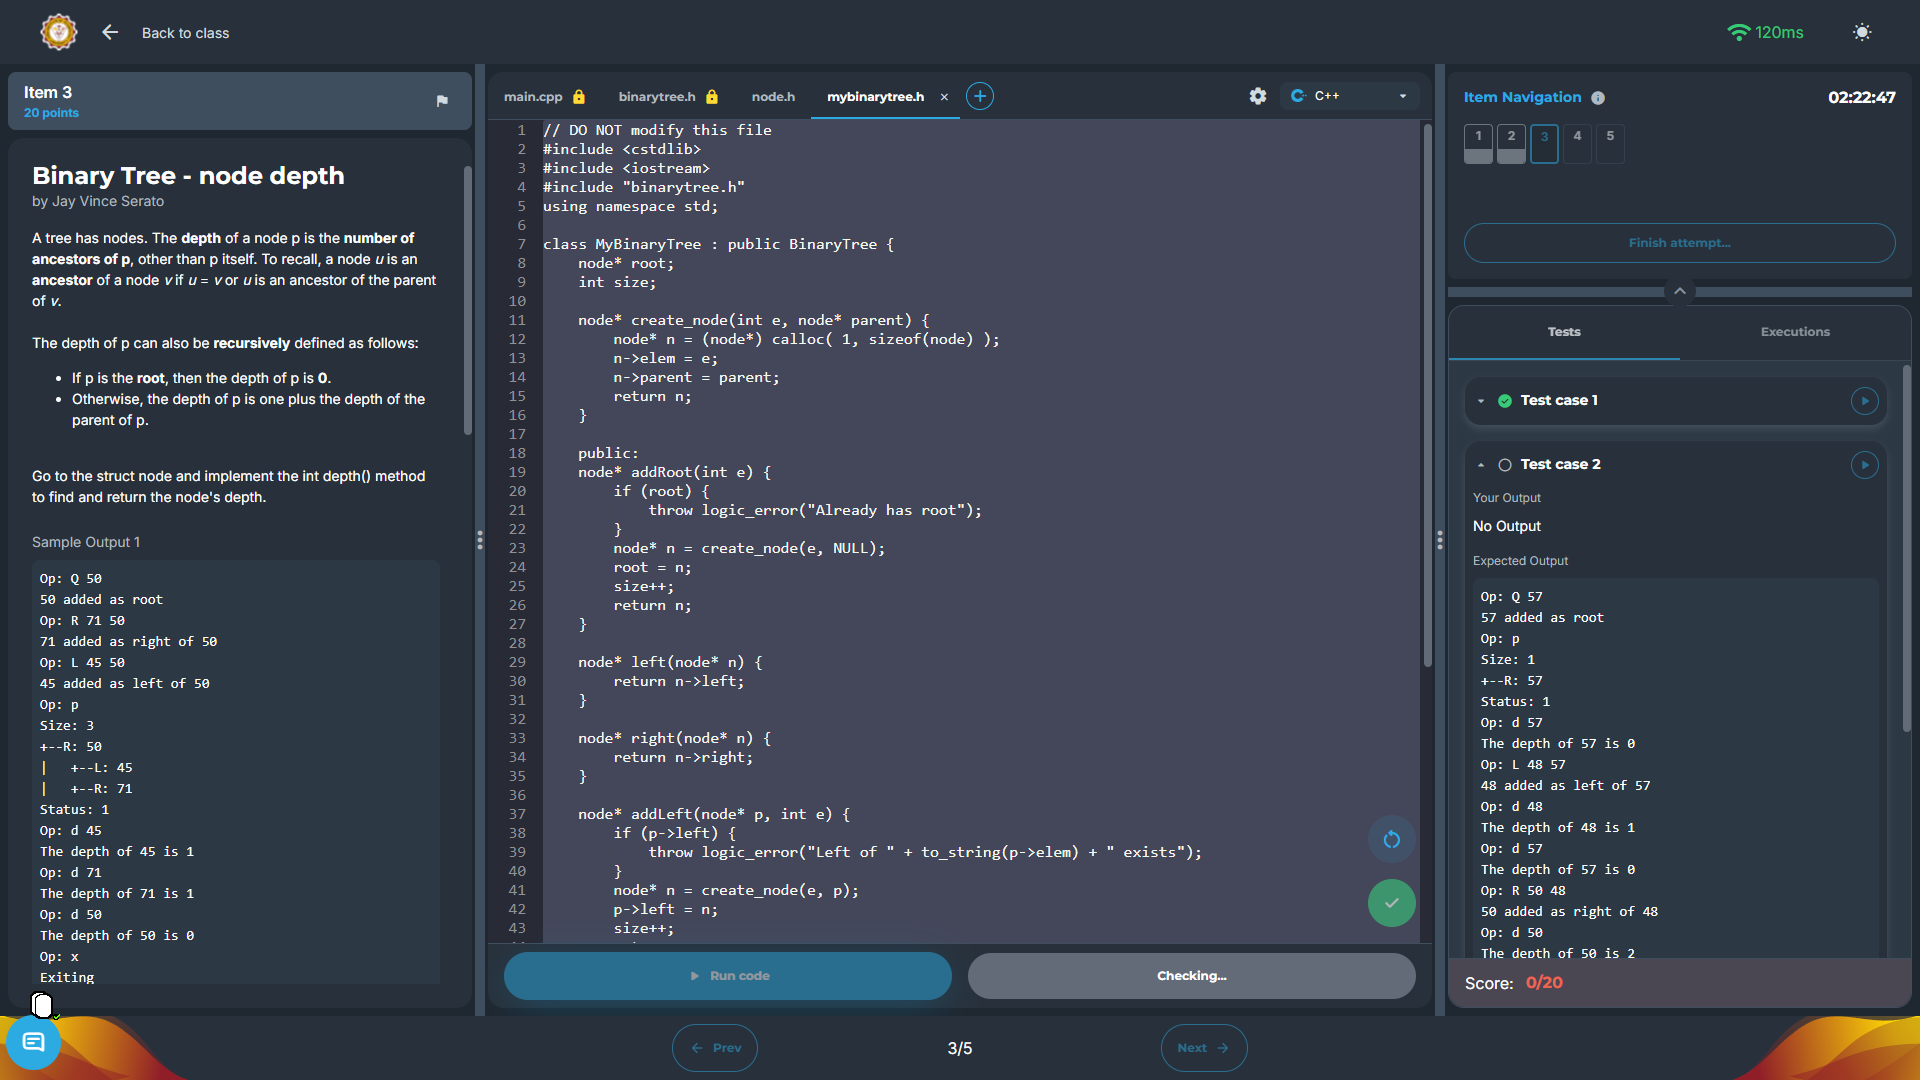 Back to class
120ms
Item 3
20 points
Binary Tree - node depth
by Jay Vince Serato
A tree has nodes. The depth of a node p is the number of
ancestors of p, other than p itself. To recall, a node u is an
ancestor of a node v if u = v or u is an ancestor of the parent
of v.
The depth of p can also be recursively defined as follows:
• If p is the root, then the depth of p is 0.
• Otherwise, the depth of p is one plus the depth of the
parent of p.
Go to the struct node and implement the int depth() method
to find and return the node's depth.
Sample Output 1
Op: Q 50
50 added as root
Op: R 71 50
71 added as right of 50
Op: L 45 50
45 added as left of 50
Op: p
Size: 3
+--R: 50
|   +--L: 45
|   +--R: 71
Status: 1
Op: d 45
The depth of 45 is 1
Op: d 71
The depth of 71 is 1
Op: d 50
The depth of 50 is 0
Op: x
Exiting
main.cpp
binarytree.h
node.h
mybinarytree.h
C++
1 // DO NOT modify this file
2 #include <cstdlib>
3 #include <iostream>
4 #include "binarytree.h"
5 using namespace std;
6
7 class MyBinaryTree : public BinaryTree {
8     node* root;
9     int size;
10
11     node* create_node(int e, node* parent) {
12         node* n = (node*) calloc( 1, sizeof(node) );
13         n->elem = e;
14         n->parent = parent;
15         return n;
16     }
17
18     public:
19     node* addRoot(int e) {
20         if (root) {
21             throw logic_error("Already has root");
22         }
23         node* n = create_node(e, NULL);
24         root = n;
25         size++;
26         return n;
27     }
28
29     node* left(node* n) {
30         return n->left;
31     }
32
33     node* right(node* n) {
34         return n->right;
35     }
36
37     node* addLeft(node* p, int e) {
38         if (p->left) {
39             throw logic_error("Left of " + to_string(p->elem) + " exists");
40         }
41         node* n = create_node(e, p);
42         p->left = n;
43         size++;
Run code
Checking...
Item Navigation
02:22:47
1 2 3 4 5
Finish attempt...
Tests
Executions
Test case 1
Test case 2
Your Output
No Output
Expected Output
Op: Q 57
57 added as root
Op: p
Size: 1
+--R: 57
Status: 1
Op: d 57
The depth of 57 is 0
Op: L 48 57
48 added as left of 57
Op: d 48
The depth of 48 is 1
Op: d 57
The depth of 57 is 0
Op: R 50 48
50 added as right of 48
Op: d 50
The depth of 50 is 2
Score: 0/20
Prev
3/5
Next